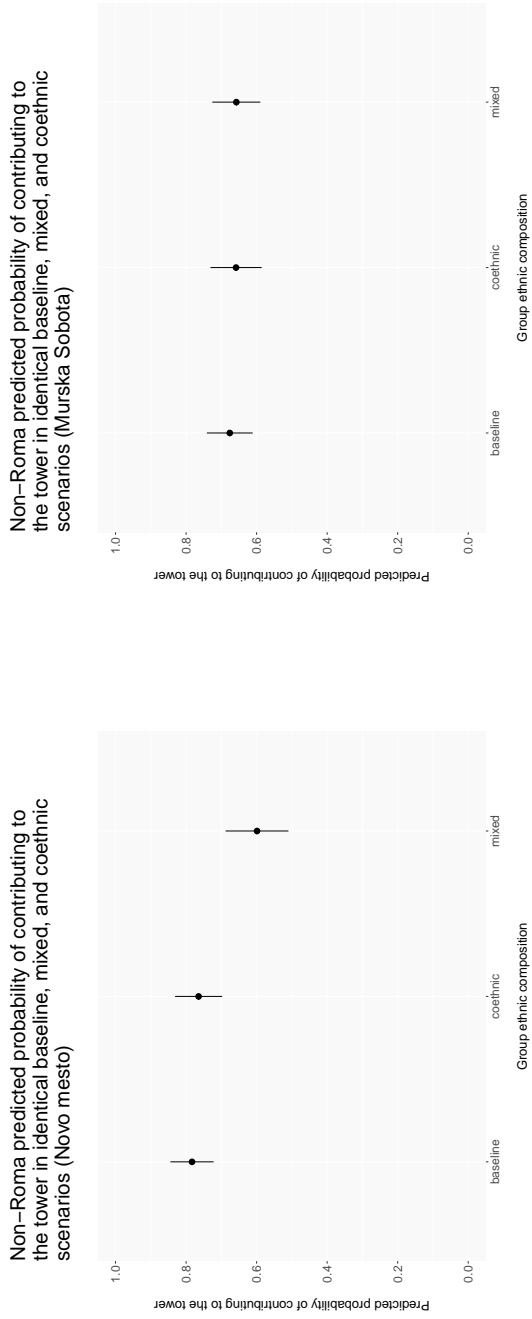 Non−Roma predicted probability of contributing to
the tower in identical baseline, mixed, and coethnic
scenarios (Novo mesto)
Predicted probability of contributing to the tower
1.0
0.8
0.6
0.4
0.2
0.0
baseline
coethnic
mixed
Group ethnic composition
Non−Roma predicted probability of contributing to
the tower in identical baseline, mixed, and coethnic
scenarios (Murska Sobota)
Predicted probability of contributing to the tower
1.0
0.8
0.6
0.4
0.2
0.0
baseline
coethnic
mixed
Group ethnic composition